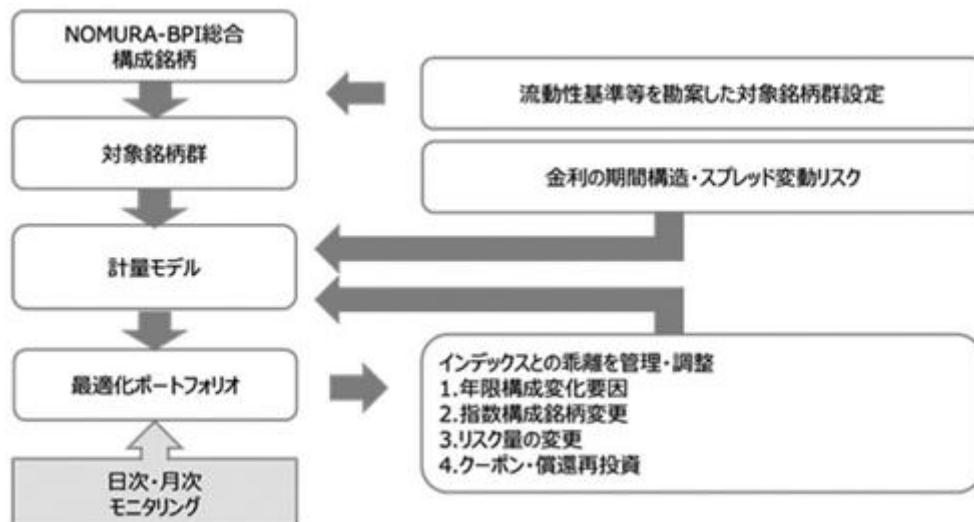 NOMURA-BPI総合
構成銘柄
流動性基準等を勘案した対象銘柄群設定
対象銘柄群
金利の期間構造・スプレッド変動リスク
計量モデル
最適化ポートフォリオ
インデックスとの乖離を管理・調整
1.年限構成変化要因
2.指数構成銘柄変更
3.リスク量の変更
4.クーポン・償還再投資
日次・月次
モニタリング